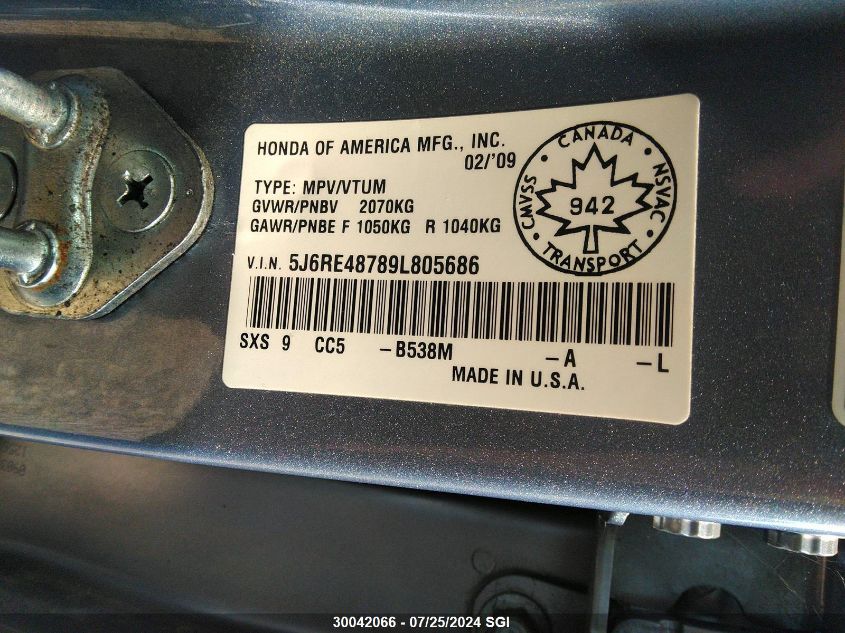 HONDA OF AMERICA MFG., INC.
02/'09
TYPE: MPV/VTUM
GVWR/PNBV 2070KG
GAWR/PNBE F 1050KG R 1040KG
V.I.N. 5J6RE48789L805686
SXS 9 CC5 -B538M -A -L
MADE IN U.S.A.
CANADA
CMVSS
NSVAC
942
TRANSPORT
30042066 - 07/25/2024 SGI